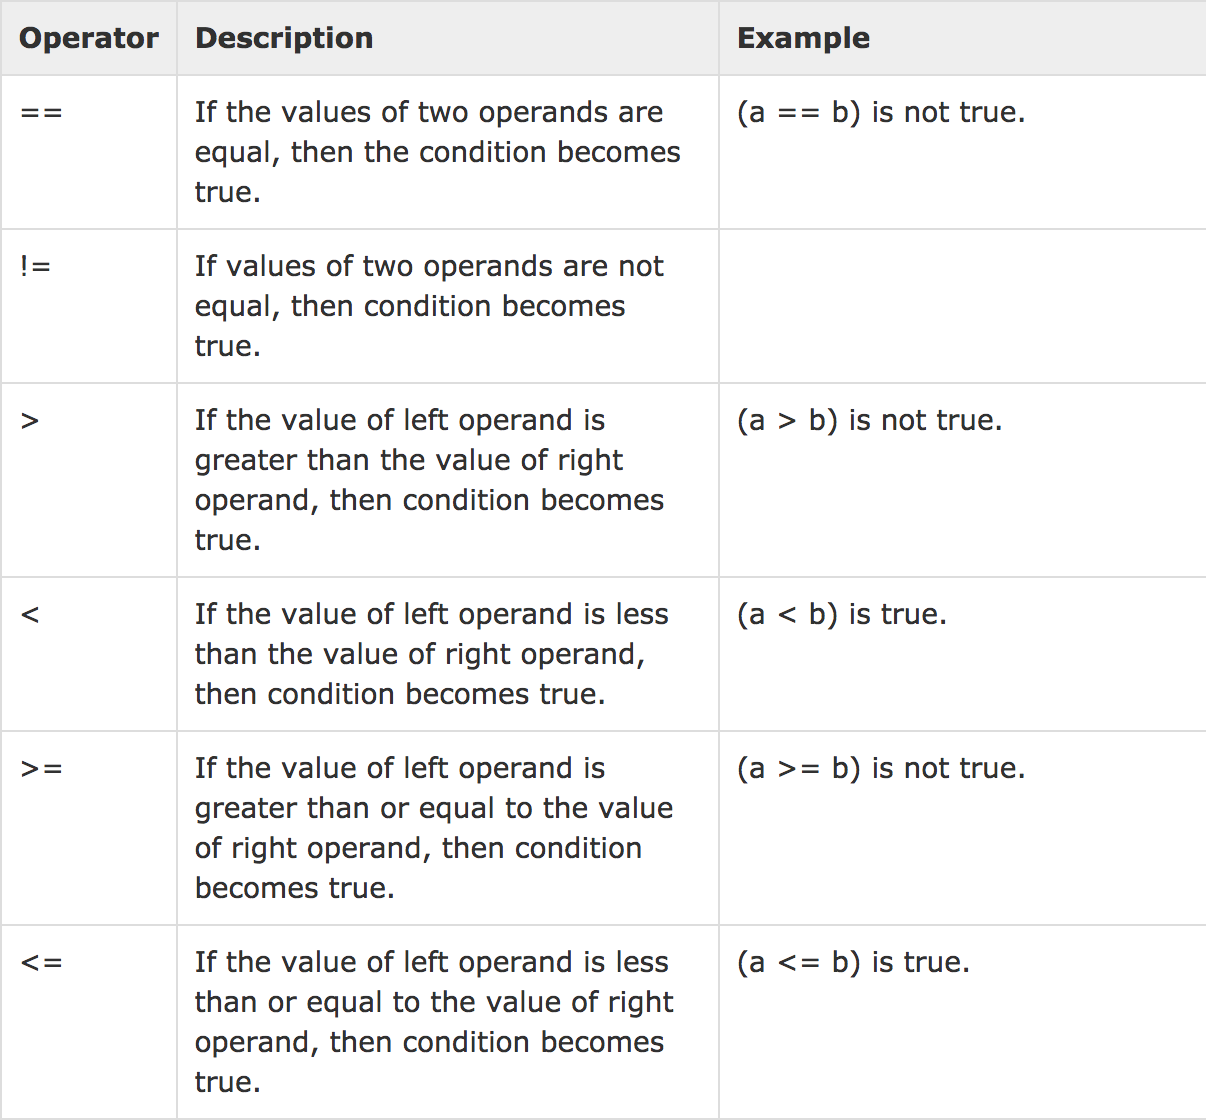 Operator Description Example
== If the values of two operands are (a == b) is not true.
equal, then the condition becomes
true.
!= If values of two operands are not
equal, then condition becomes
true.
> If the value of left operand is (a > b) is not true.
greater than the value of right
operand, then condition becomes
true.
< If the value of left operand is less (a < b) is true.
than the value of right operand,
then condition becomes true.
>= If the value of left operand is (a >= b) is not true.
greater than or equal to the value
of right operand, then condition
becomes true.
<= If the value of left operand is less (a <= b) is true.
than or equal to the value of right
operand, then condition becomes
true.